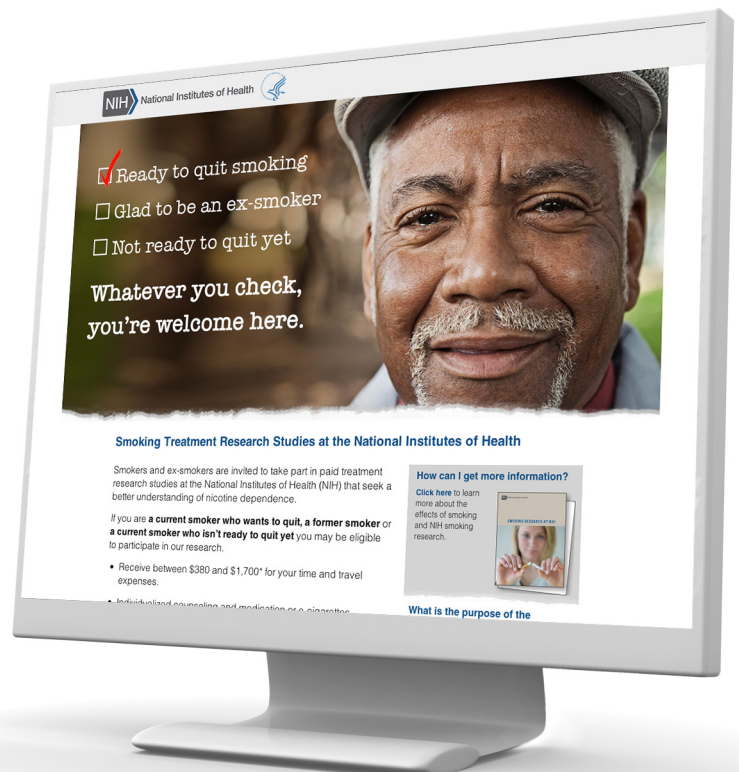 NIH National Institutes of Health
Ready to quit smoking
Glad to be an ex-smoker
Not ready to quit yet
Whatever you check,
you're welcome here.
Smoking Treatment Research Studies at the National Institutes of Health
Smokers and ex-smokers are invited to take part in paid treatment
research studies at the National Institutes of Health (NIH) that seek a
better understanding of nicotine dependence.
If you are a current smoker who wants to quit, a former smoker or
a current smoker who isn't ready to quit yet you may be eligible
to participate in our research.
• Receive between $380 and $1,700* for your time and travel
expenses.
• Individualized counseling and medication or e-cigarettes
How can I get more information?
Click here to learn
more about the
effects of smoking
and NIH smoking
research.
SMOKING RESEARCH AT NIH
What is the purpose of the